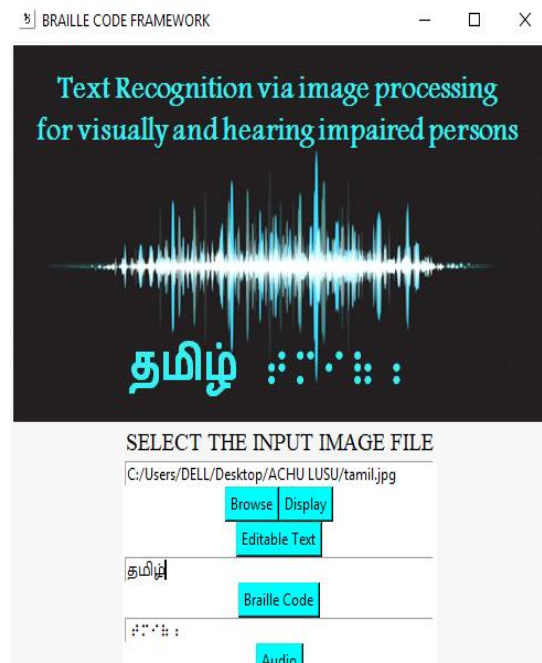 BRAILLE CODE FRAMEWORK
Text Recognition via image processing
for visually and hearing impaired persons
தமிழ் ⠞⠍⠊⠷⠰
SELECT THE INPUT IMAGE FILE
C:/Users/DELL/Desktop/ACHU LUSU/tamil.jpg
Browse Display
Editable Text
தமிழ்
Braille Code
⠞⠍⠊⠷⠰
Audio